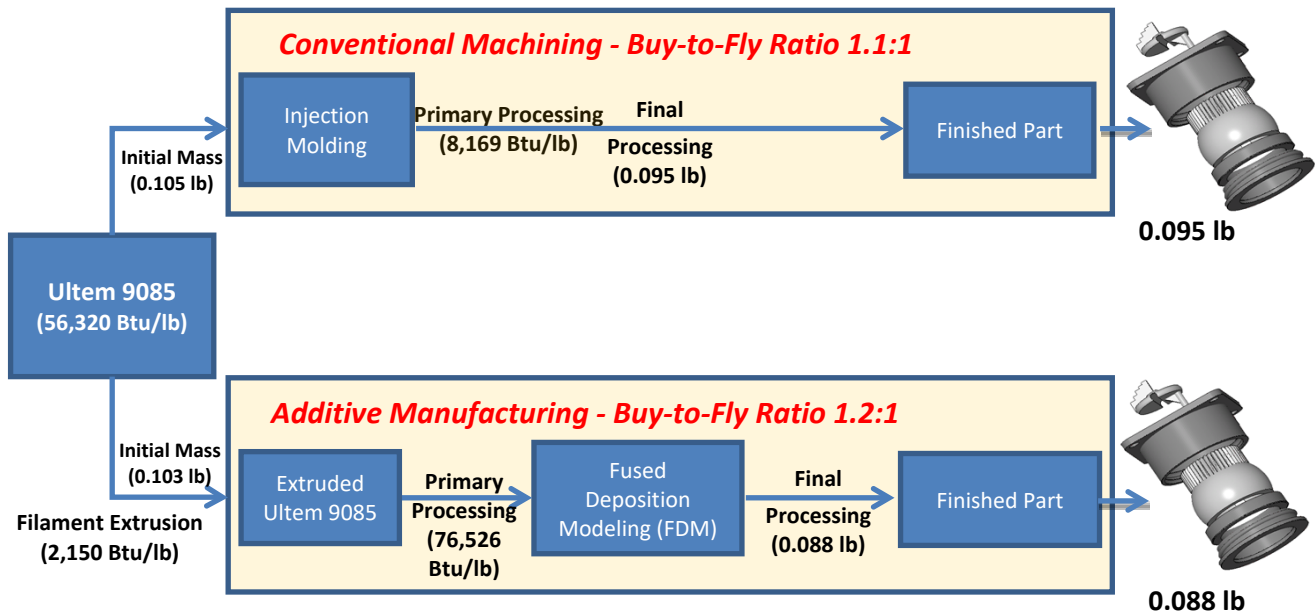 Conventional Machining - Buy-to-Fly Ratio 1.1:1
Injection
Molding
Primary Processing
(8,169 Btu/lb)
Final
Processing
(0.095 lb)
Finished Part
Initial Mass
(0.105 lb)
0.095 lb
Ultem 9085
(56,320 Btu/lb)
Additive Manufacturing - Buy-to-Fly Ratio 1.2:1
Initial Mass
(0.103 lb)
Filament Extrusion
(2,150 Btu/lb)
Extruded
Ultem 9085
Primary
Processing
(76,526
Btu/lb)
Fused
Deposition
Modeling (FDM)
Final
Processing
(0.088 lb)
Finished Part
0.088 lb